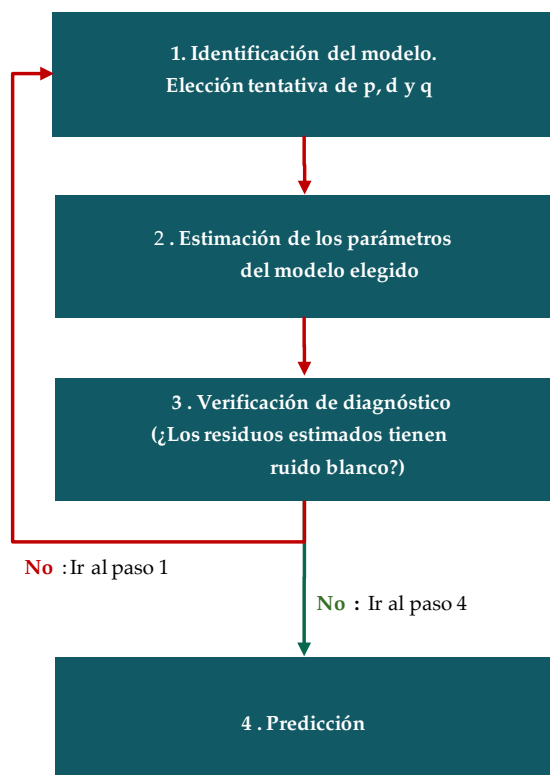 1. Identificación del modelo.
Elección tentativa de p, d y q
2 . Estimación de los parámetros
del modelo elegido
3 . Verificación de diagnóstico
(¿Los residuos estimados tienen
ruido blanco?)
No : Ir al paso 1
No : Ir al paso 4
4 . Predicción